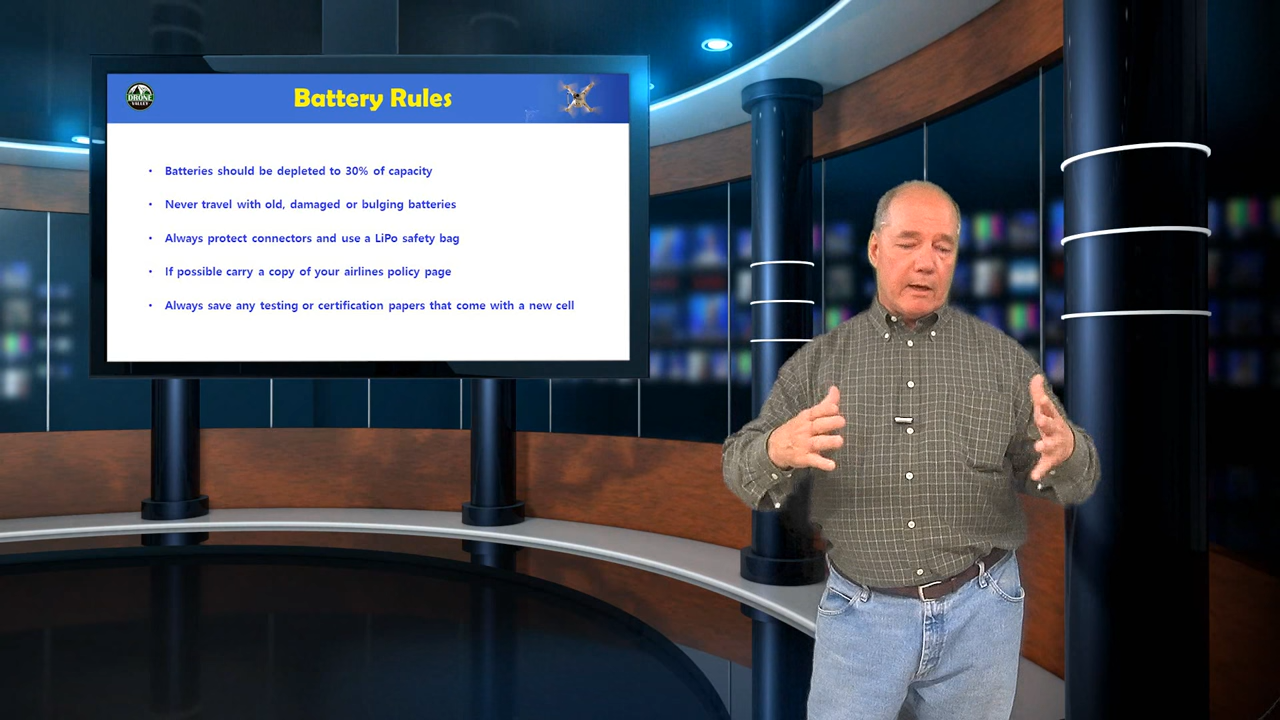 DRONE
VALLEY
Battery Rules
• Batteries should be depleted to 30% of capacity
• Never travel with old, damaged or bulging batteries
• Always protect connectors and use a LiPo safety bag
• If possible carry a copy of your airlines policy page
• Always save any testing or certification papers that come with a new cell